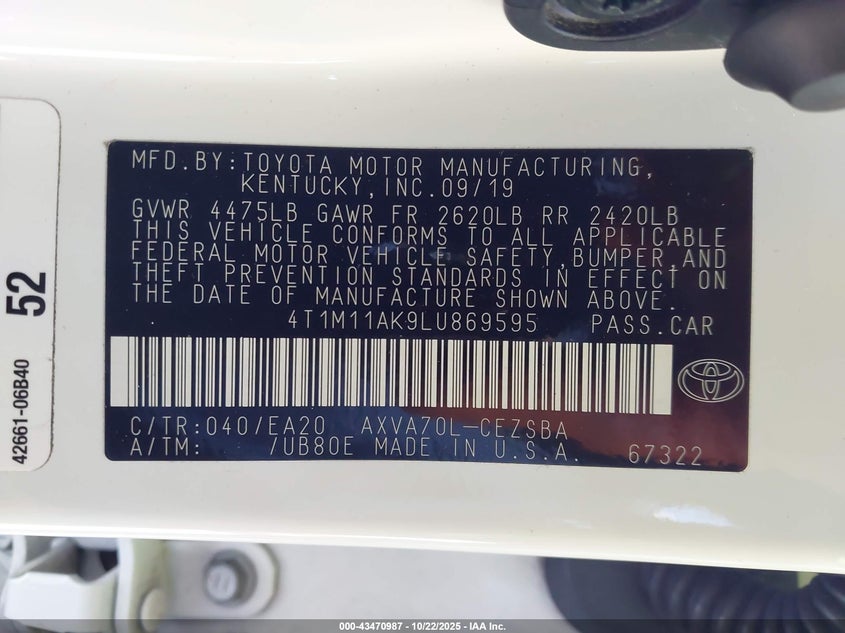 MFD.BY:TOYOTA MOTOR MANUFACTURING,
KENTUCKY,INC.09/19
GVWR 4475LB GAWR FR 2620LB RR 2420LB
THIS VEHICLE CONFORMS TO ALL APPLICABLE
FEDERAL MOTOR VEHICLE SAFETY,BUMPER,AND
THEFT PREVENTION STANDARDS IN EFFECT ON
THE DATE OF MANUFACTURE SHOWN ABOVE.
4T1M11AK9LU869595 PASS.CAR
C/TR:040/EA20 AXVA70L-CEZSBA
A/TM: /UB80E MADE IN U.S.A. 67322
42661-06B40
52
000-43470987 - 10/22/2025 - IAA Inc.